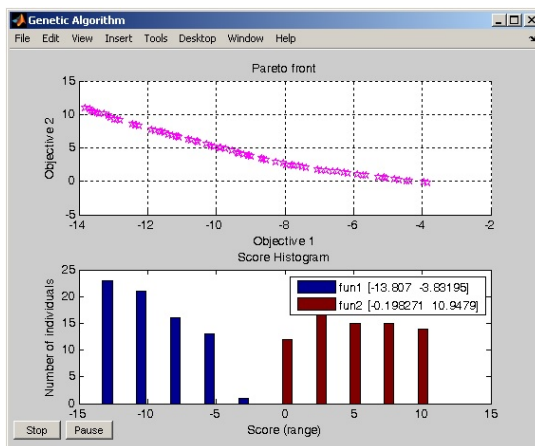 Genetic Algorithm
File Edit View Insert Tools Desktop Window Help
Pareto front
15
10
5
0
-5
Objective 2
-14 -12 -10 -8 -6 -4 -2
Objective 1
Score Histogram
25
20
15
10
5
0
Number of individuals
fun1 [-13.807 -3.83195]
fun2 [-0.198271 10.9479]
-15 -10 -5 0 5 10 15
Score (range)
Stop Pause